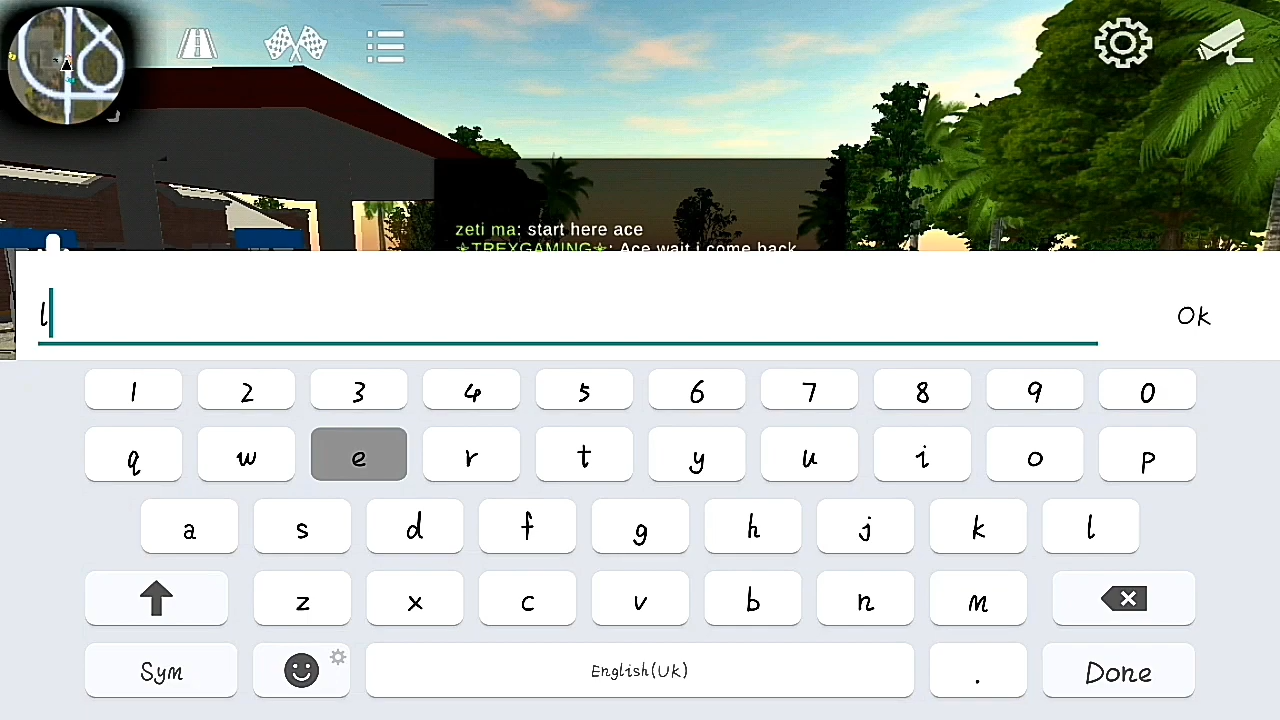 zeti ma: start here ace
★TREXGAMING★: Ace wait i come back
l
Ok
1 2 3 4 5 6 7 8 9 0
q w e r t y u i o p
a s d f g h j k l
z x c v b n m
Sym
English(UK)
.
Done